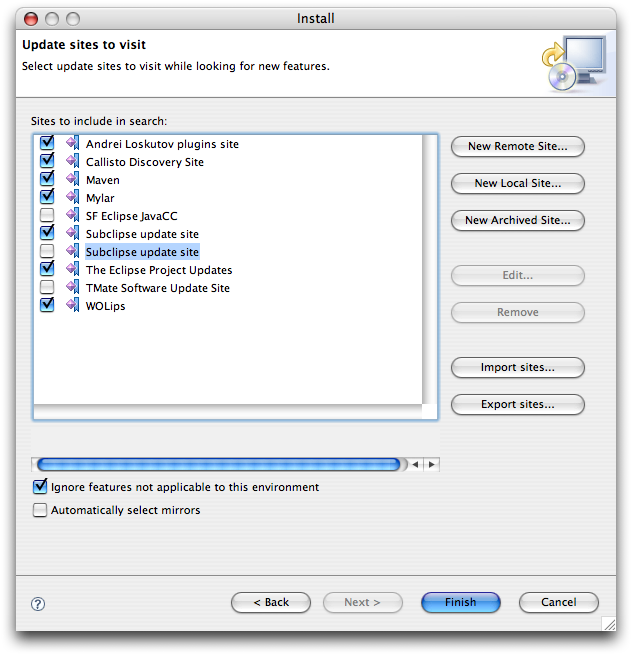 Install
Update sites to visit
Select update sites to visit while looking for new features.
Sites to include in search:
Andrei Loskutov plugins site
Callisto Discovery Site
Maven
Mylar
SF Eclipse JavaCC
Subclipse update site
Subclipse update site
The Eclipse Project Updates
TMate Software Update Site
WOLips
New Remote Site...
New Local Site...
New Archived Site...
Edit...
Remove
Import sites...
Export sites...
Ignore features not applicable to this environment
Automatically select mirrors
?
< Back
Next >
Finish
Cancel